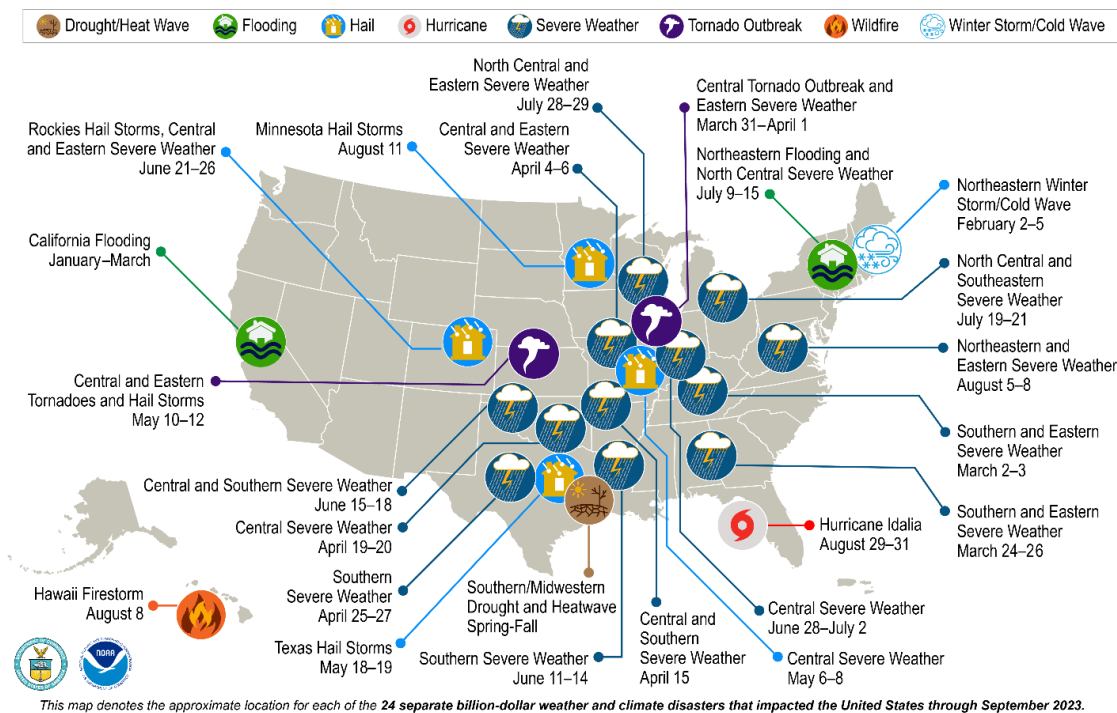 Drought/Heat Wave
Flooding
Hail
Hurricane
Severe Weather
Tornado Outbreak
Wildfire
Winter Storm/Cold Wave
North Central and
Eastern Severe Weather
July 28–29
Central Tornado Outbreak and
Eastern Severe Weather
March 31–April 1
Rockies Hail Storms, Central
and Eastern Severe Weather
June 21–26
Minnesota Hail Storms
August 11
Central and Eastern
Severe Weather
April 4–6
Northeastern Flooding and
North Central Severe Weather
July 9–15
Northeastern Winter
Storm/Cold Wave
February 2–5
California Flooding
January–March
North Central and
Southeastern
Severe Weather
July 19–21
Northeastern and
Eastern Severe Weather
August 5–8
Central and Eastern
Tornadoes and Hail Storms
May 10–12
Southern and Eastern
Severe Weather
March 2–3
Central and Southern Severe Weather
June 15–18
Southern and Eastern
Severe Weather
March 24–26
Central Severe Weather
April 19–20
Hurricane Idalia
August 29–31
Southern
Severe Weather
April 25–27
Southern/Midwestern
Drought and Heatwave
Spring-Fall
Hawaii Firestorm
August 8
Central and
Southern
Severe Weather
April 15
Central Severe Weather
June 28–July 2
Texas Hail Storms
May 18–19
Southern Severe Weather
June 11–14
Central Severe Weather
May 6–8
NOAA
This map denotes the approximate location for each of the 24 separate billion-dollar weather and climate disasters that impacted the United States through September 2023.